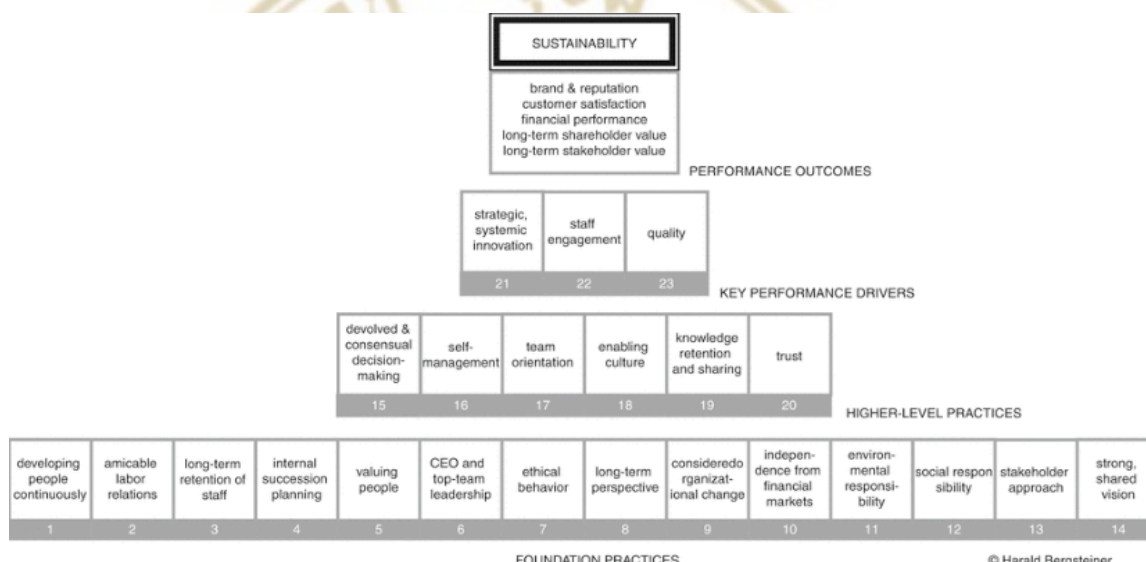 SUSTAINABILITY
brand & reputation
customer satisfaction
financial performance
long-term shareholder value
long-term stakeholder value
PERFORMANCE OUTCOMES
strategic,
systemic
innovation
21
staff
engagement
22
quality
23
KEY PERFORMANCE DRIVERS
devolved &
consensual
decision-
making
15
self-
management
16
team
orientation
17
enabling
culture
18
knowledge
retention
and sharing
19
trust
20
HIGHER-LEVEL PRACTICES
developing
people
continuously
1
amicable
labor
relations
2
long-term
retention of
staff
3
internal
succession
planning
4
valuing
people
5
CEO and
top-team
leadership
6
ethical
behavior
7
long-term
perspective
8
consideredo
rganizat-
ional change
9
indepen-
dence from
financial
markets
10
environ-
mental
responsi-
bility
11
social respon
sibility
12
stakeholder
approach
13
strong,
shared
vision
14
FOUNDATION PRACTICES
© Harald Bergsteiner